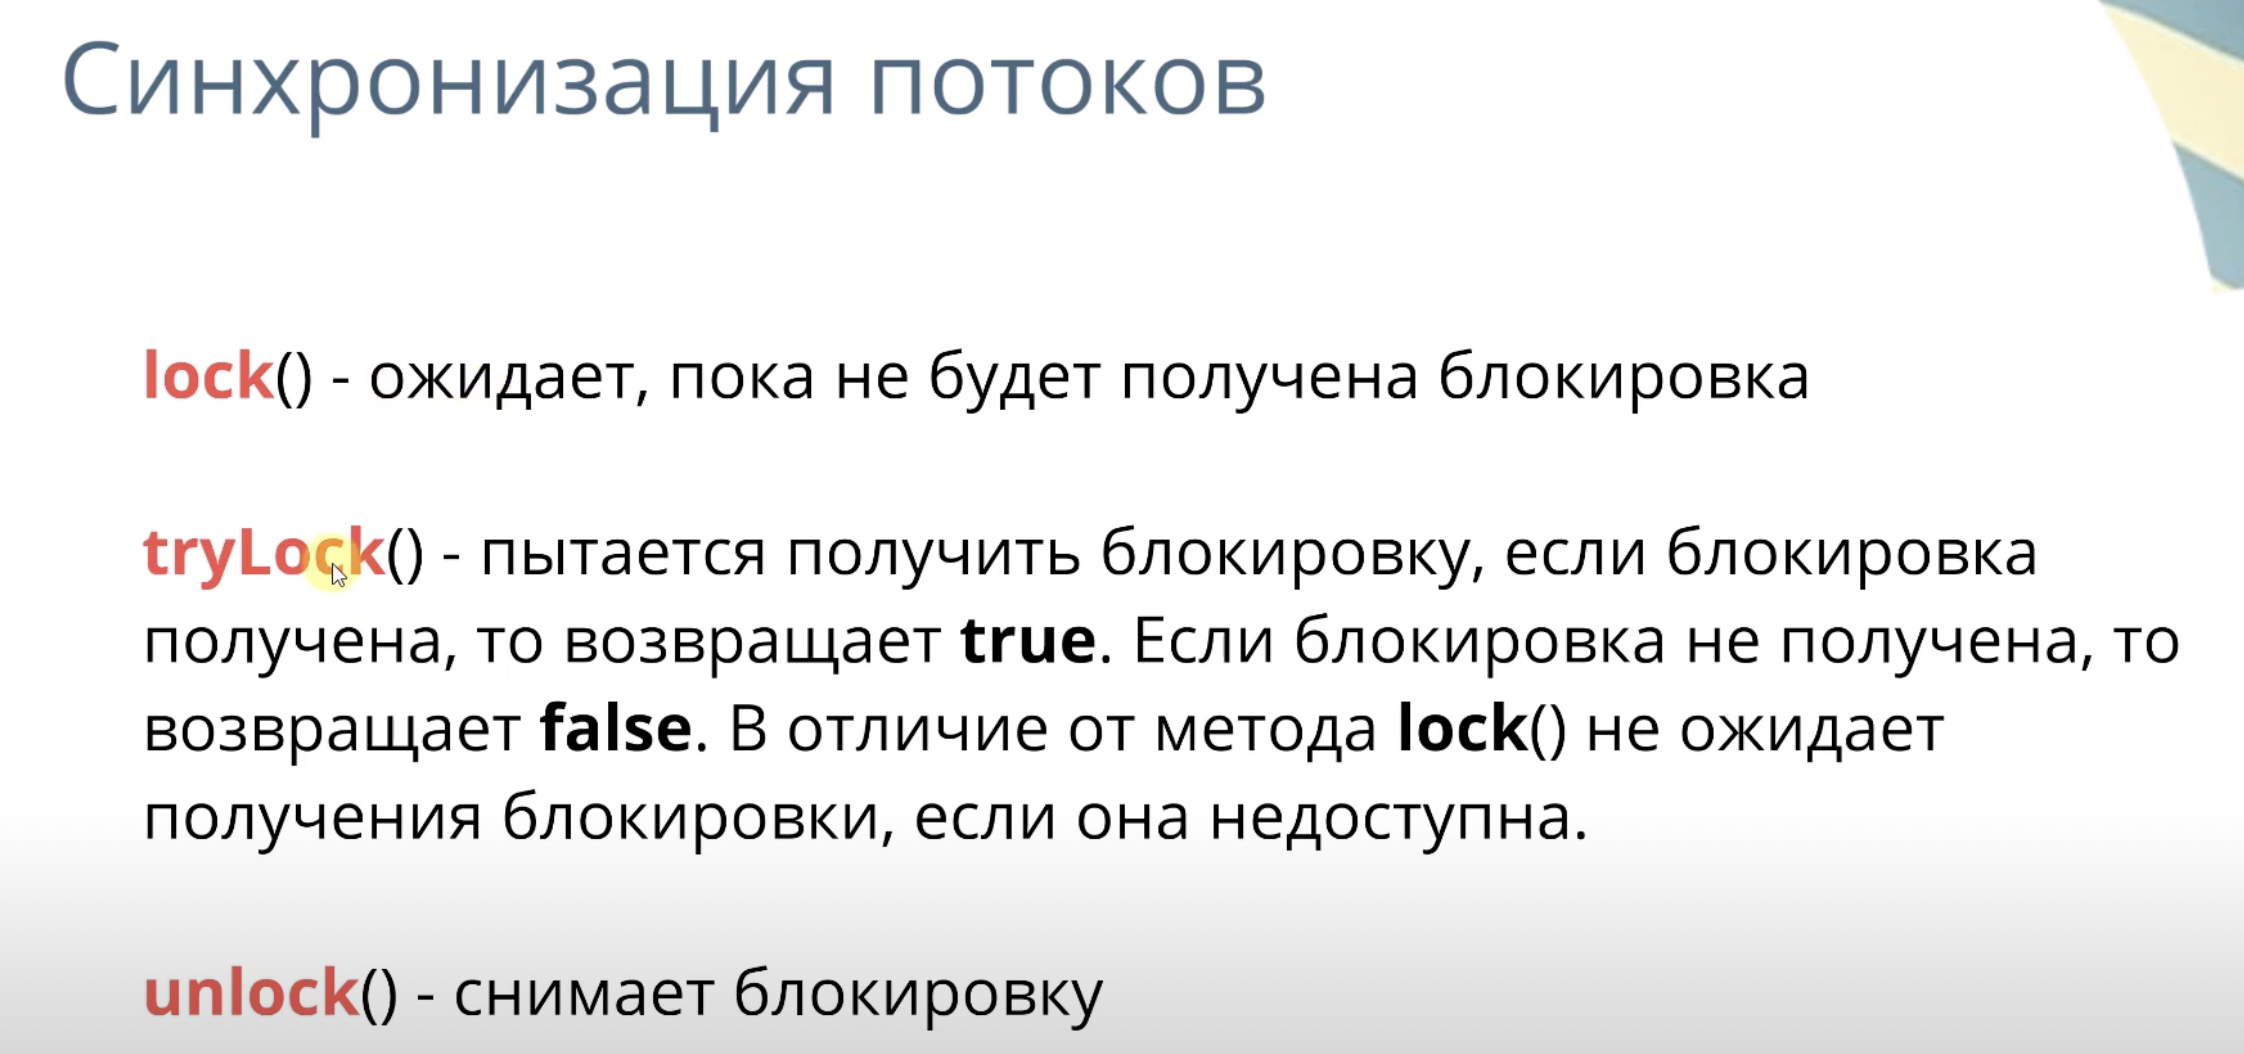 Синхронизация потоков
lock() - ожидает, пока не будет получена блокировка
tryLock() - пытается получить блокировку, если блокировка
получена, то возвращает true. Если блокировка не получена, то
возвращает false. В отличие от метода lock() не ожидает
получения блокировки, если она недоступна.
unlock() - снимает блокировку